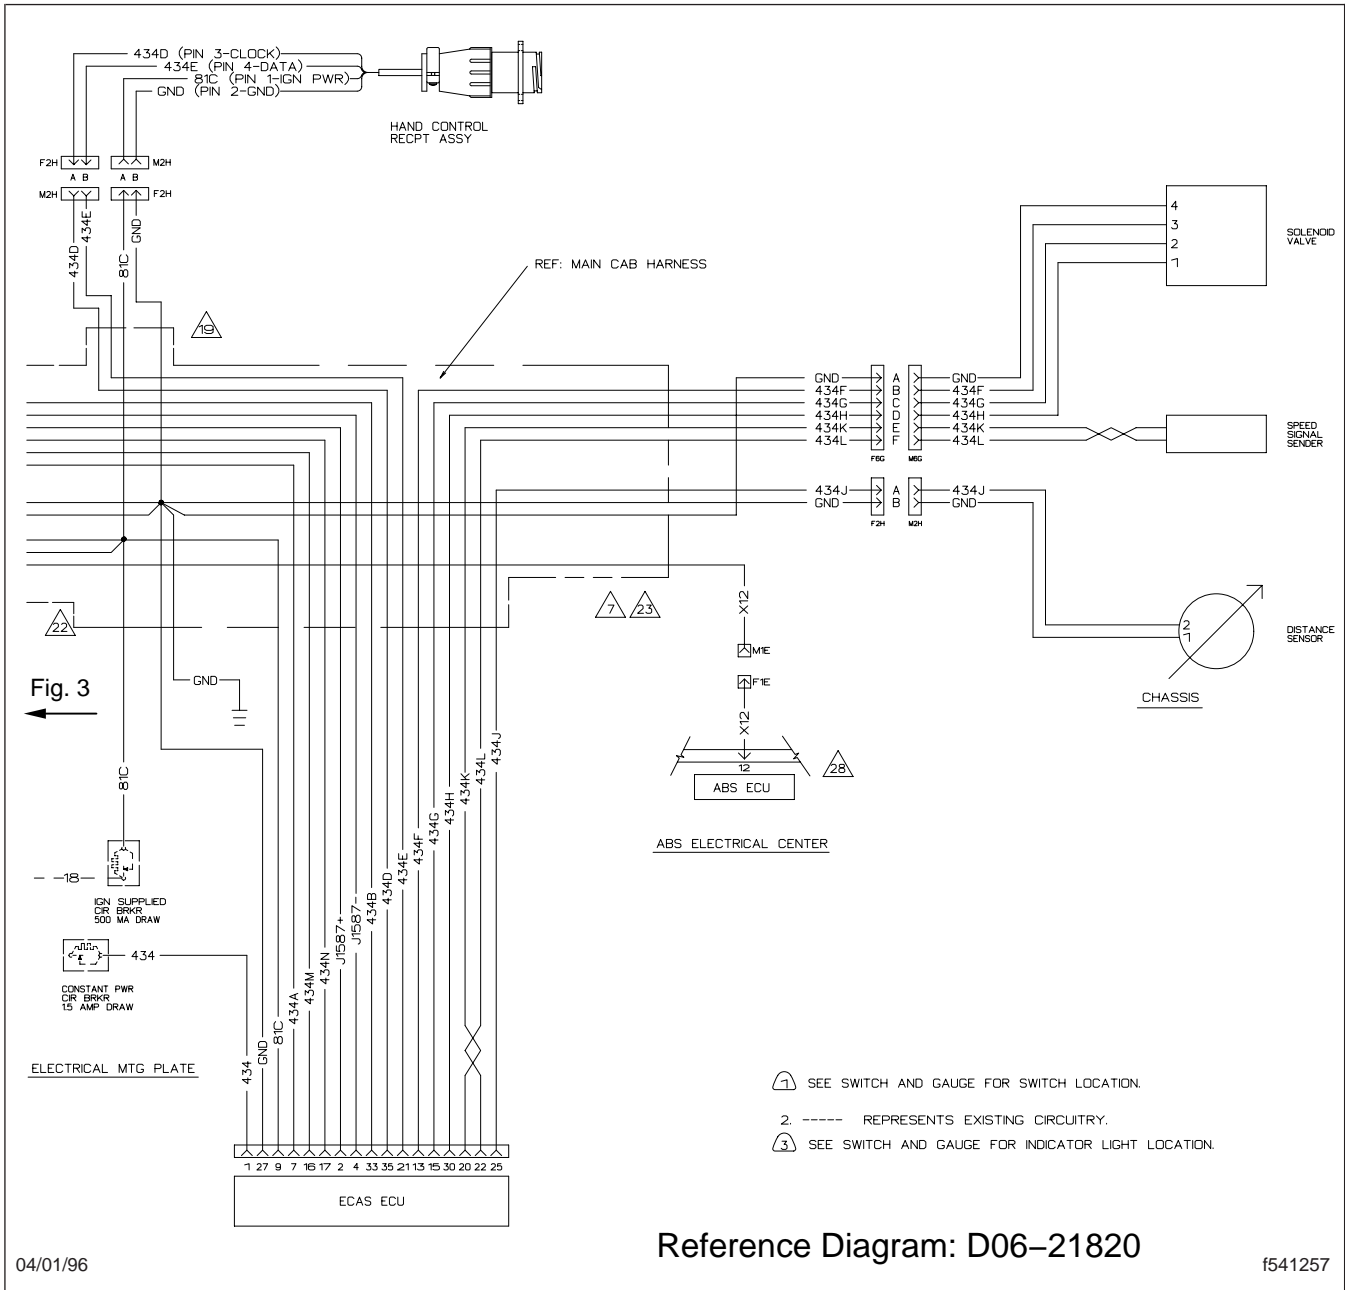 434D (PIN 3-CLOCK)
434E (PIN 4-DATA)
81C (PIN 1-IGN PWR)
GND (PIN 2-GND)
HAND CONTROL
RECPT ASSY
F2H
M2H
A B
A B
M2H
F2H
434D
434E
81C
GND
REF: MAIN CAB HARNESS
19
4
3
2
1
SOLENOID
VALVE
GND A GND
434F B 434F
434G C 434G
434H D 434H
434K E 434K
434L F 434L
F6G M6G
SPEED
SIGNAL
SENDER
434J A 434J
GND B GND
F2H M2H
22
7
23
X12
M1E
F1E
X12
12
28
ABS ECU
ABS ELECTRICAL CENTER
2
1
DISTANCE
SENSOR
CHASSIS
Fig. 3
GND
81C
18
IGN SUPPLIED
CIR BRKR
500 MA DRAW
434
CONSTANT PWR
CIR BRKR
15 AMP DRAW
ELECTRICAL MTG PLATE
434
GND
81C
434A
434M
434N
J1587+
J1587-
434B
434D
434E
434F
434G
434H
434K
434L
434J
1 27 9 7 16 17 2 4 33 35 21 13 15 30 20 22 25
ECAS ECU
1 SEE SWITCH AND GAUGE FOR SWITCH LOCATION.
2. ----- REPRESENTS EXISTING CIRCUITRY.
3 SEE SWITCH AND GAUGE FOR INDICATOR LIGHT LOCATION.
Reference Diagram: D06–21820
04/01/96
f541257